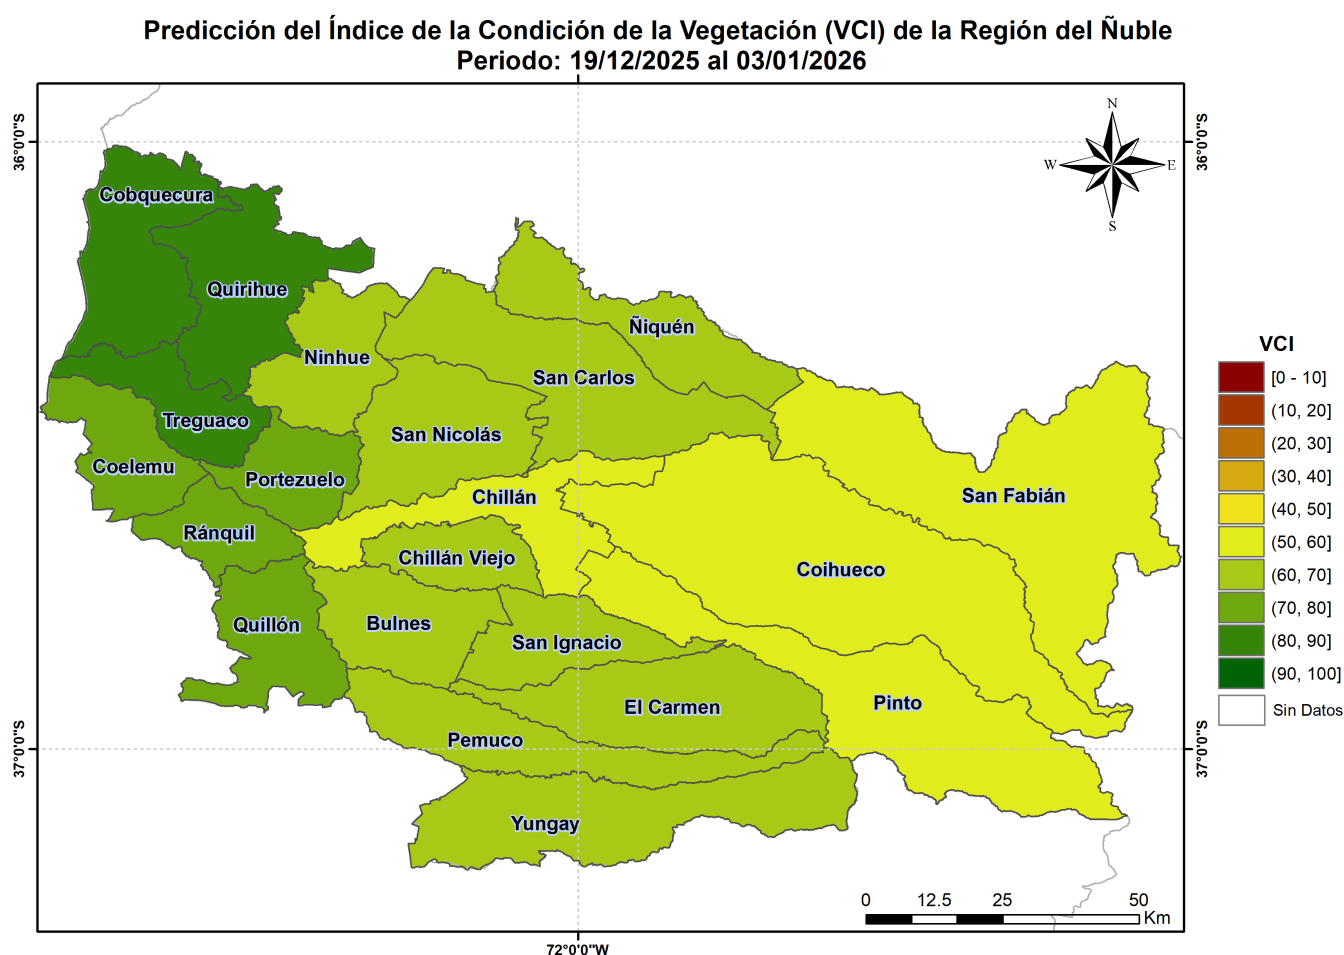 Predicción del Índice de la Condición de la Vegetación (VCI) de la Región del Ñuble
Periodo: 19/12/2025 al 03/01/2026
36°0'0"S
36°0'0"S
N
W
E
S
Cobquecura
Quirihue
Ñiquén
Ninhue
San Carlos
Treguaco
San Nicolás
Coelemu
Portezuelo
Chillán
San Fabián
Ránquil
Chillán Viejo
Coihueco
Quillón
Bulnes
San Ignacio
El Carmen
Pinto
Pemuco
Yungay
VCI
[0 - 10]
(10, 20]
(20, 30]
(30, 40]
(40, 50]
(50, 60]
(60, 70]
(70, 80]
(80, 90]
(90, 100]
Sin Datos
37°0'0"S
37°0'0"S
0 12.5 25 50
Km
72°0'0"W